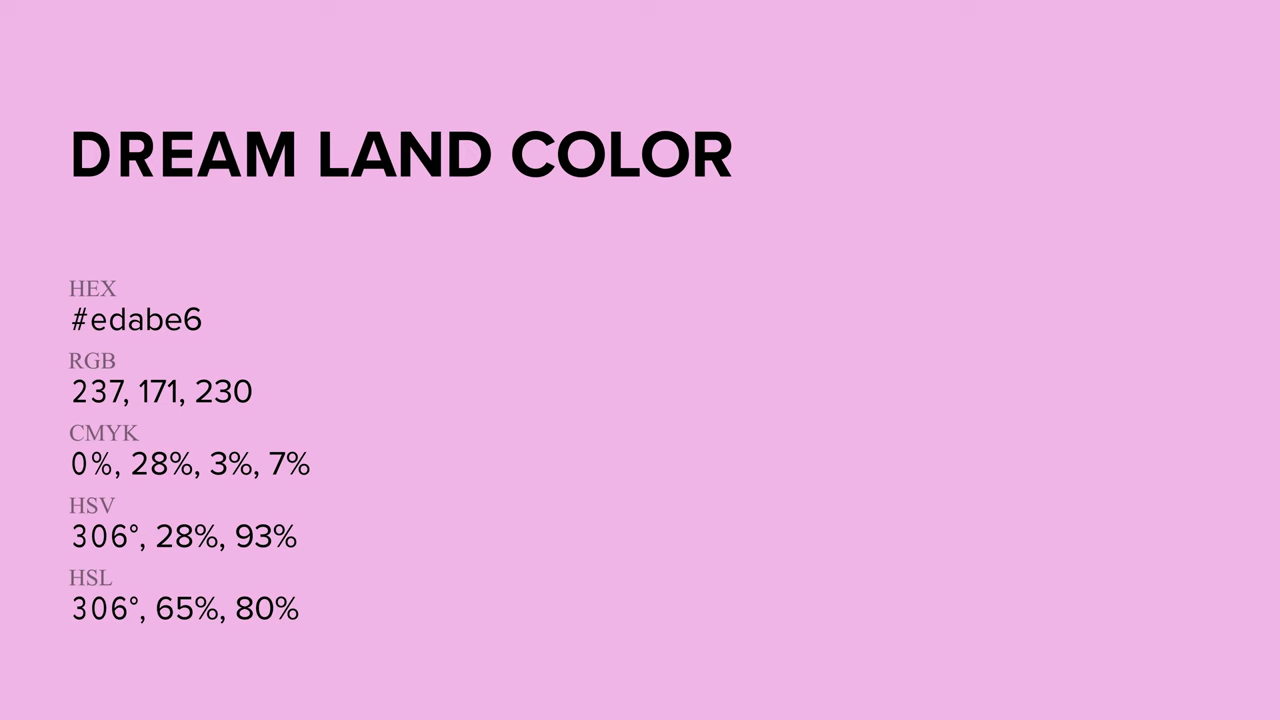 DREAM LAND COLOR
HEX
#edabe6
RGB
237, 171, 230
CMYK
0%, 28%, 3%, 7%
HSV
306°, 28%, 93%
HSL
306°, 65%, 80%